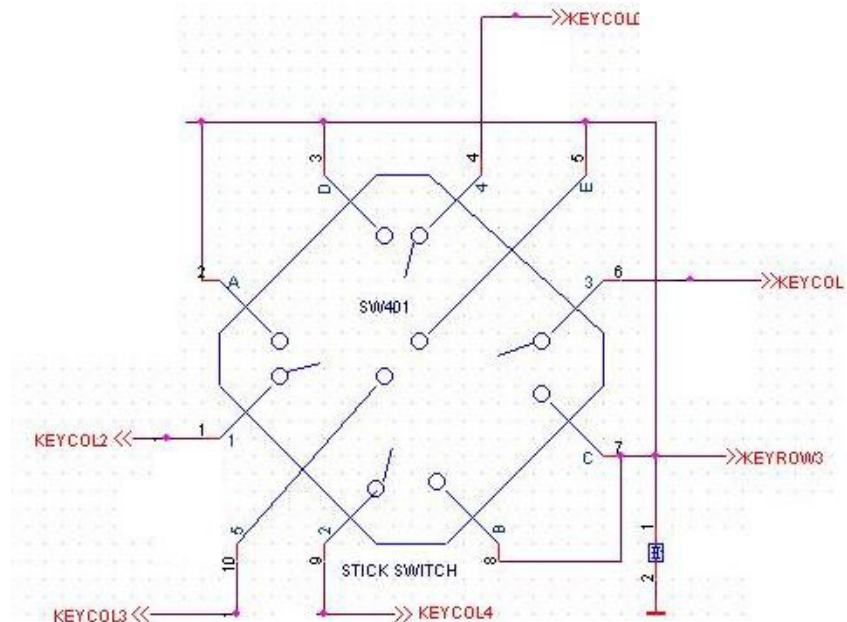 KEYCOL0
3
4
5
D
4
E
2
A
3
6
KEYCOL
SW401
KEYCOL2
1
1
C
7
KEYROW3
5
2
B
1
10
9
8
2
STICK SWITCH
KEYCOL3
KEYCOL4